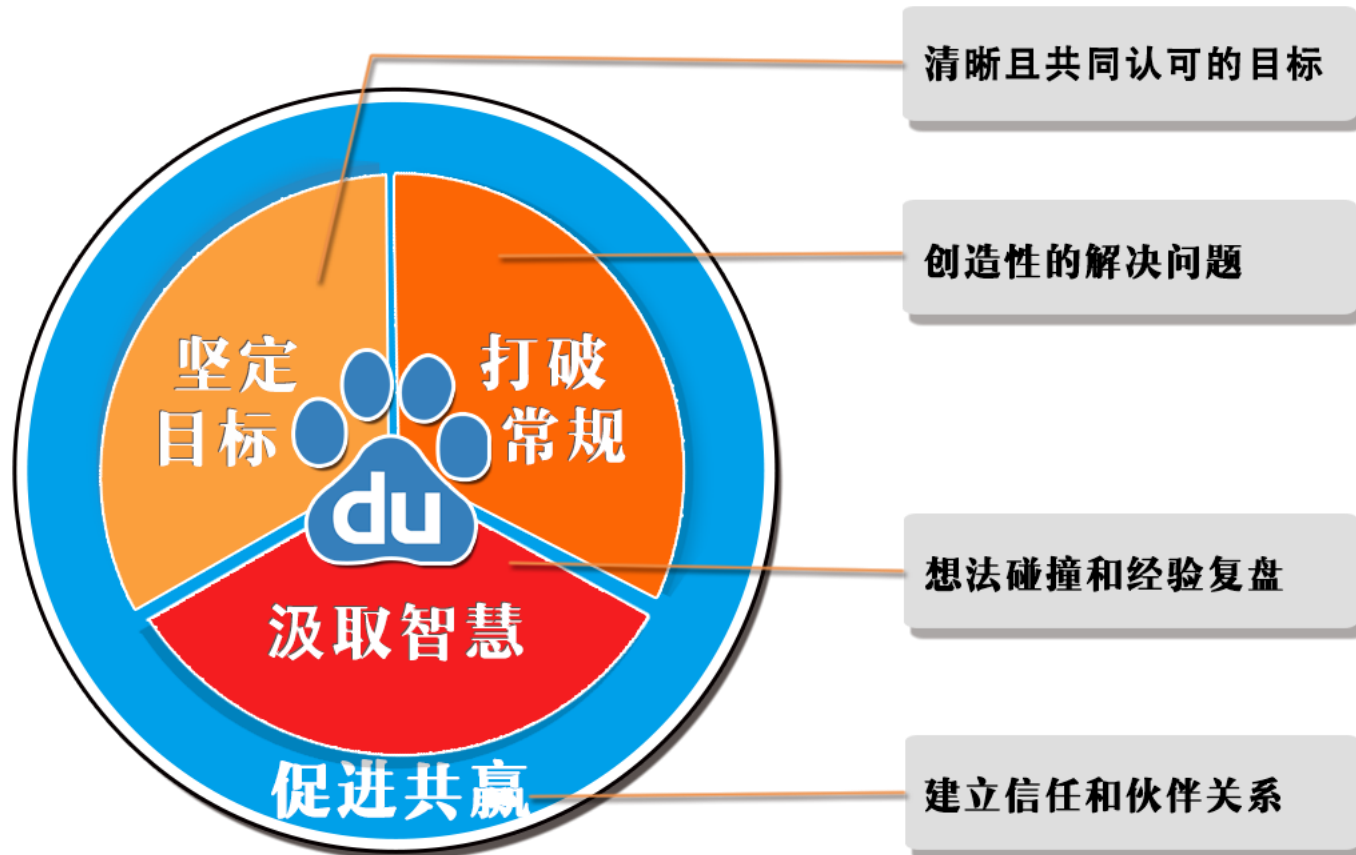 清晰且共同认可的目标
创造性的解决问题
坚定
目标
打破
常规
du
想法碰撞和经验复盘
汲取智慧
促进共赢
建立信任和伙伴关系